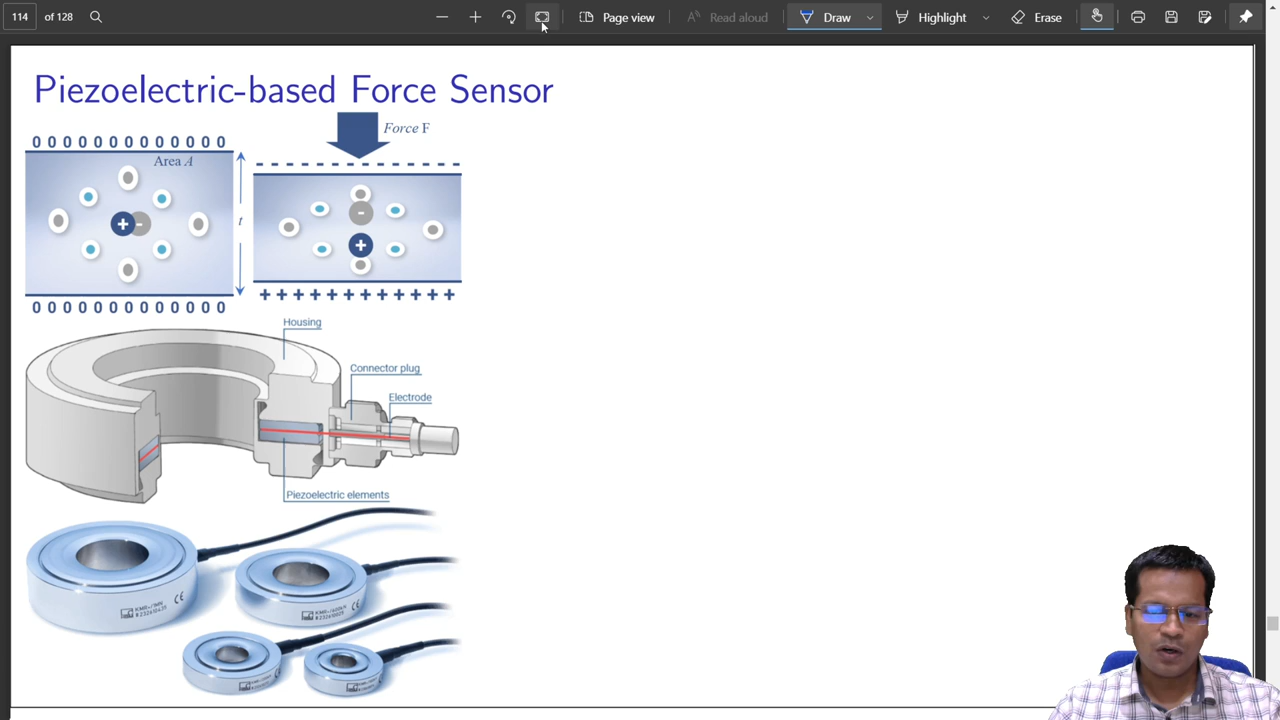 114 of 128
Page view
Read aloud
Draw
Highlight
Erase
Piezoelectric-based Force Sensor
0 0 0 0 0 0 0 0 0 0 0 0 0
Area A
t
0 0 0 0 0 0 0 0 0 0 0 0 0
Force F
- - - - - - - - - - - - -
+ -
-
+
+ + + + + + + + + + + +
Housing
Connector plug
Electrode
Piezoelectric elements
CE
CE